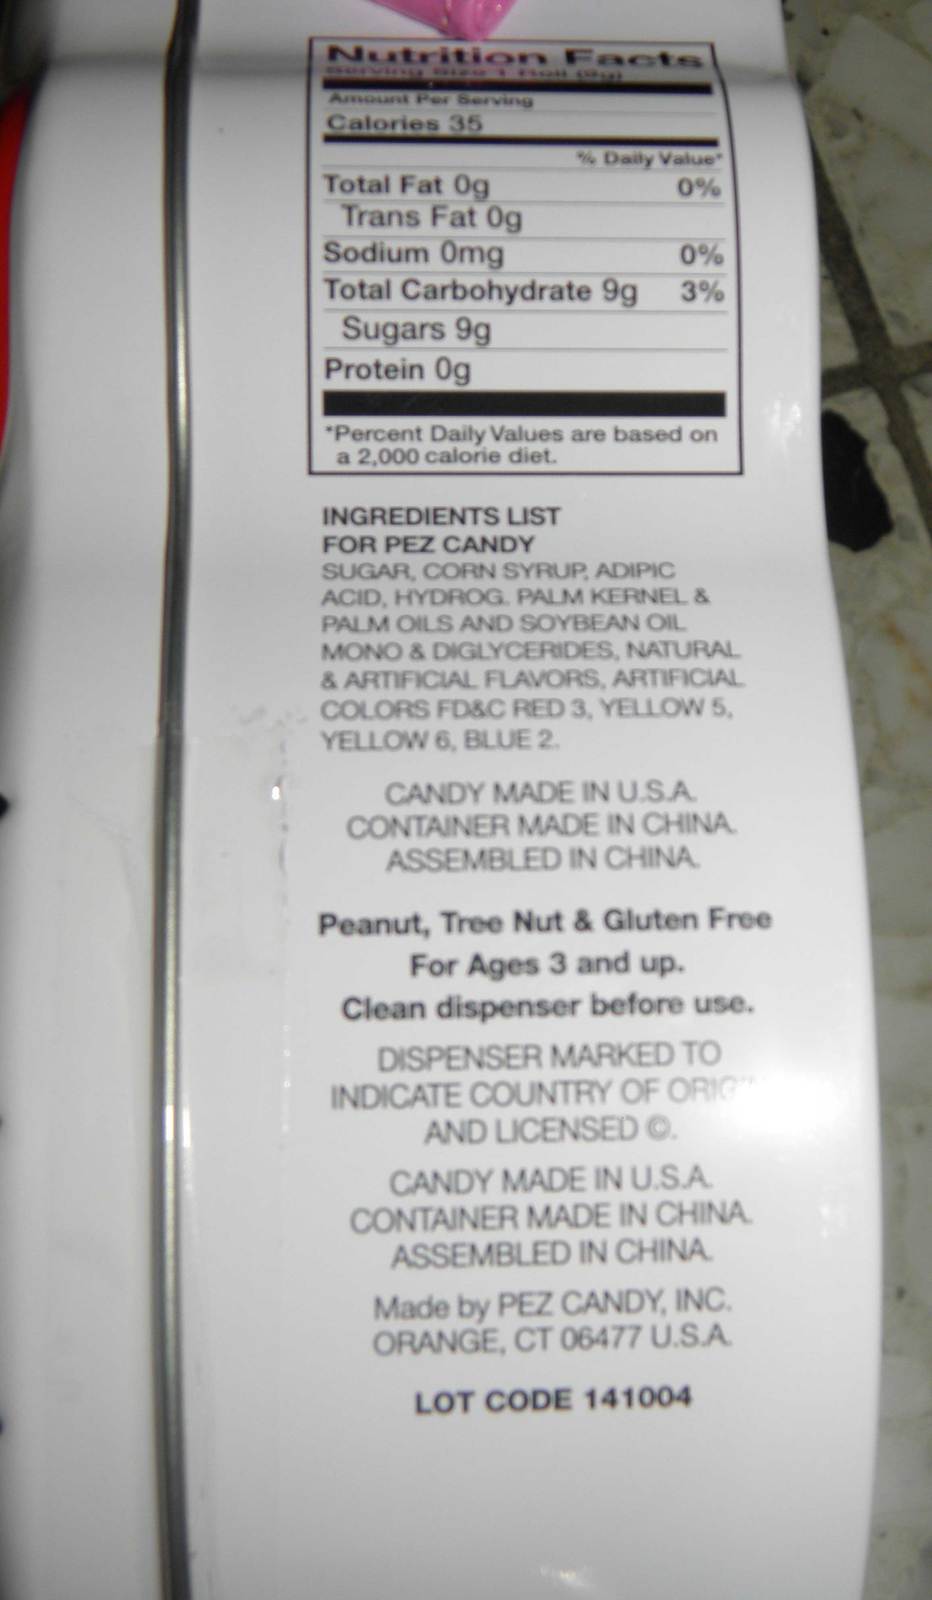 Nutrition Facts
Serving Size 1 Roll (9g)
Amount Per Serving
Calories 35
% Daily Value*
Total Fat 0g 0%
Trans Fat 0g
Sodium 0mg 0%
Total Carbohydrate 9g 3%
Sugars 9g
Protein 0g
*Percent Daily Values are based on
a 2,000 calorie diet.
INGREDIENTS LIST
FOR PEZ CANDY
SUGAR, CORN SYRUP, ADIPIC
ACID, HYDROG. PALM KERNEL &
PALM OILS AND SOYBEAN OIL
MONO & DIGLYCERIDES, NATURAL
& ARTIFICIAL FLAVORS, ARTIFICIAL
COLORS FD&C RED 3, YELLOW 5,
YELLOW 6, BLUE 2.
CANDY MADE IN U.S.A.
CONTAINER MADE IN CHINA.
ASSEMBLED IN CHINA.
Peanut, Tree Nut & Gluten Free
For Ages 3 and up.
Clean dispenser before use.
DISPENSER MARKED TO
INDICATE COUNTRY OF
AND LICENSED ©.
CANDY MADE IN U.S.A.
CONTAINER MADE IN CHINA.
ASSEMBLED IN CHINA.
Made by PEZ CANDY, INC.
ORANGE, CT 06477 U.S.A.
LOT CODE 141004